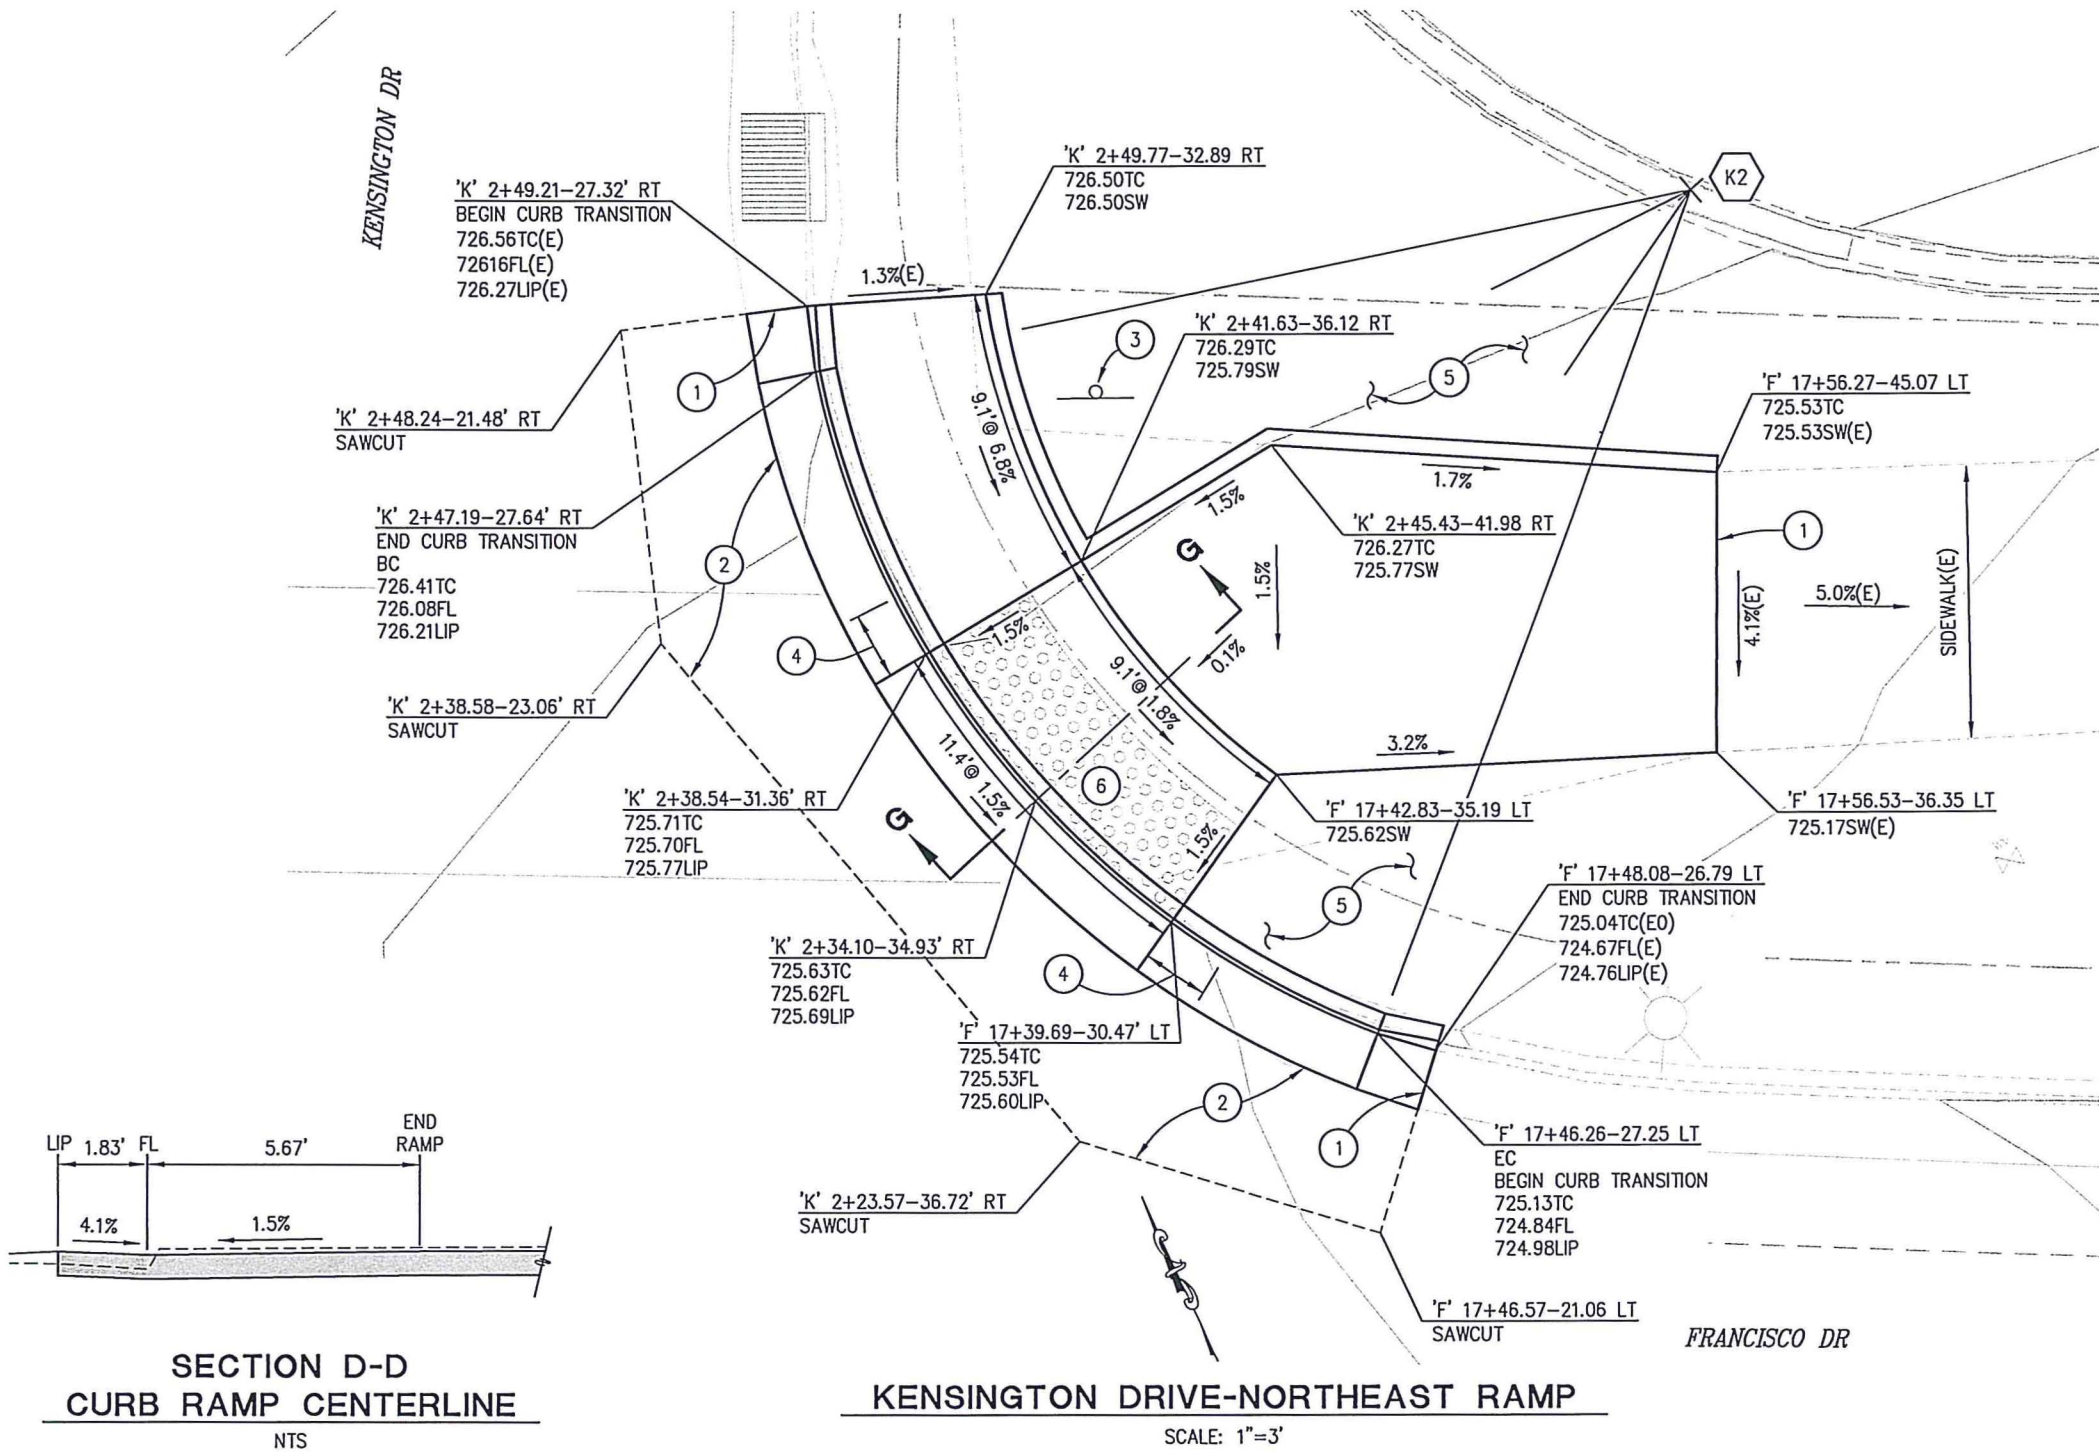 KENSINGTON DR
'K' 2+49.21-27.32' RT
BEGIN CURB TRANSITION
726.56TC(E)
72616FL(E)
726.27LIP(E)
'K' 2+49.77-32.89 RT
726.50TC
726.50SW
K2
1.3%(E)
3
'K' 2+41.63-36.12 RT
726.29TC
725.79SW
5
'F' 17+56.27-45.07 LT
725.53TC
725.53SW(E)
1
'K' 2+48.24-21.48' RT
SAWCUT
9.1'@ 6.8%
1.5%
1.7%
'K' 2+45.43-41.98 RT
726.27TC
725.77SW
1
'K' 2+47.19-27.64' RT
END CURB TRANSITION
BC
726.41TC
726.08FL
726.21LIP
2
G
1.5%
4.1%(E)
5.0%(E)
SIDEWALK(E)
1.5%
0.1%
4
9.1'@ 1.8%
'K' 2+38.58-23.06' RT
SAWCUT
11.4'@ 1.5%
3.2%
6
'K' 2+38.54-31.36' RT
725.71TC
725.70FL
725.77LIP
G
1.5%
'F' 17+42.83-35.19 LT
725.62SW
'F' 17+56.53-36.35 LT
725.17SW(E)
5
'F' 17+48.08-26.79 LT
END CURB TRANSITION
725.04TC(E0)
724.67FL(E)
724.76LIP(E)
'K' 2+34.10-34.93' RT
725.63TC
725.62FL
725.69LIP
4
'F' 17+39.69-30.47' LT
725.54TC
725.53FL
725.60LIP
2
1
'F' 17+46.26-27.25 LT
EC
BEGIN CURB TRANSITION
725.13TC
724.84FL
724.98LIP
'K' 2+23.57-36.72' RT
SAWCUT
'F' 17+46.57-21.06 LT
SAWCUT
FRANCISCO DR
END
RAMP
LIP 1.83' FL 5.67'
4.1% 1.5%
SECTION D-D
CURB RAMP CENTERLINE
NTS
KENSINGTON DRIVE-NORTHEAST RAMP
SCALE: 1"=3'